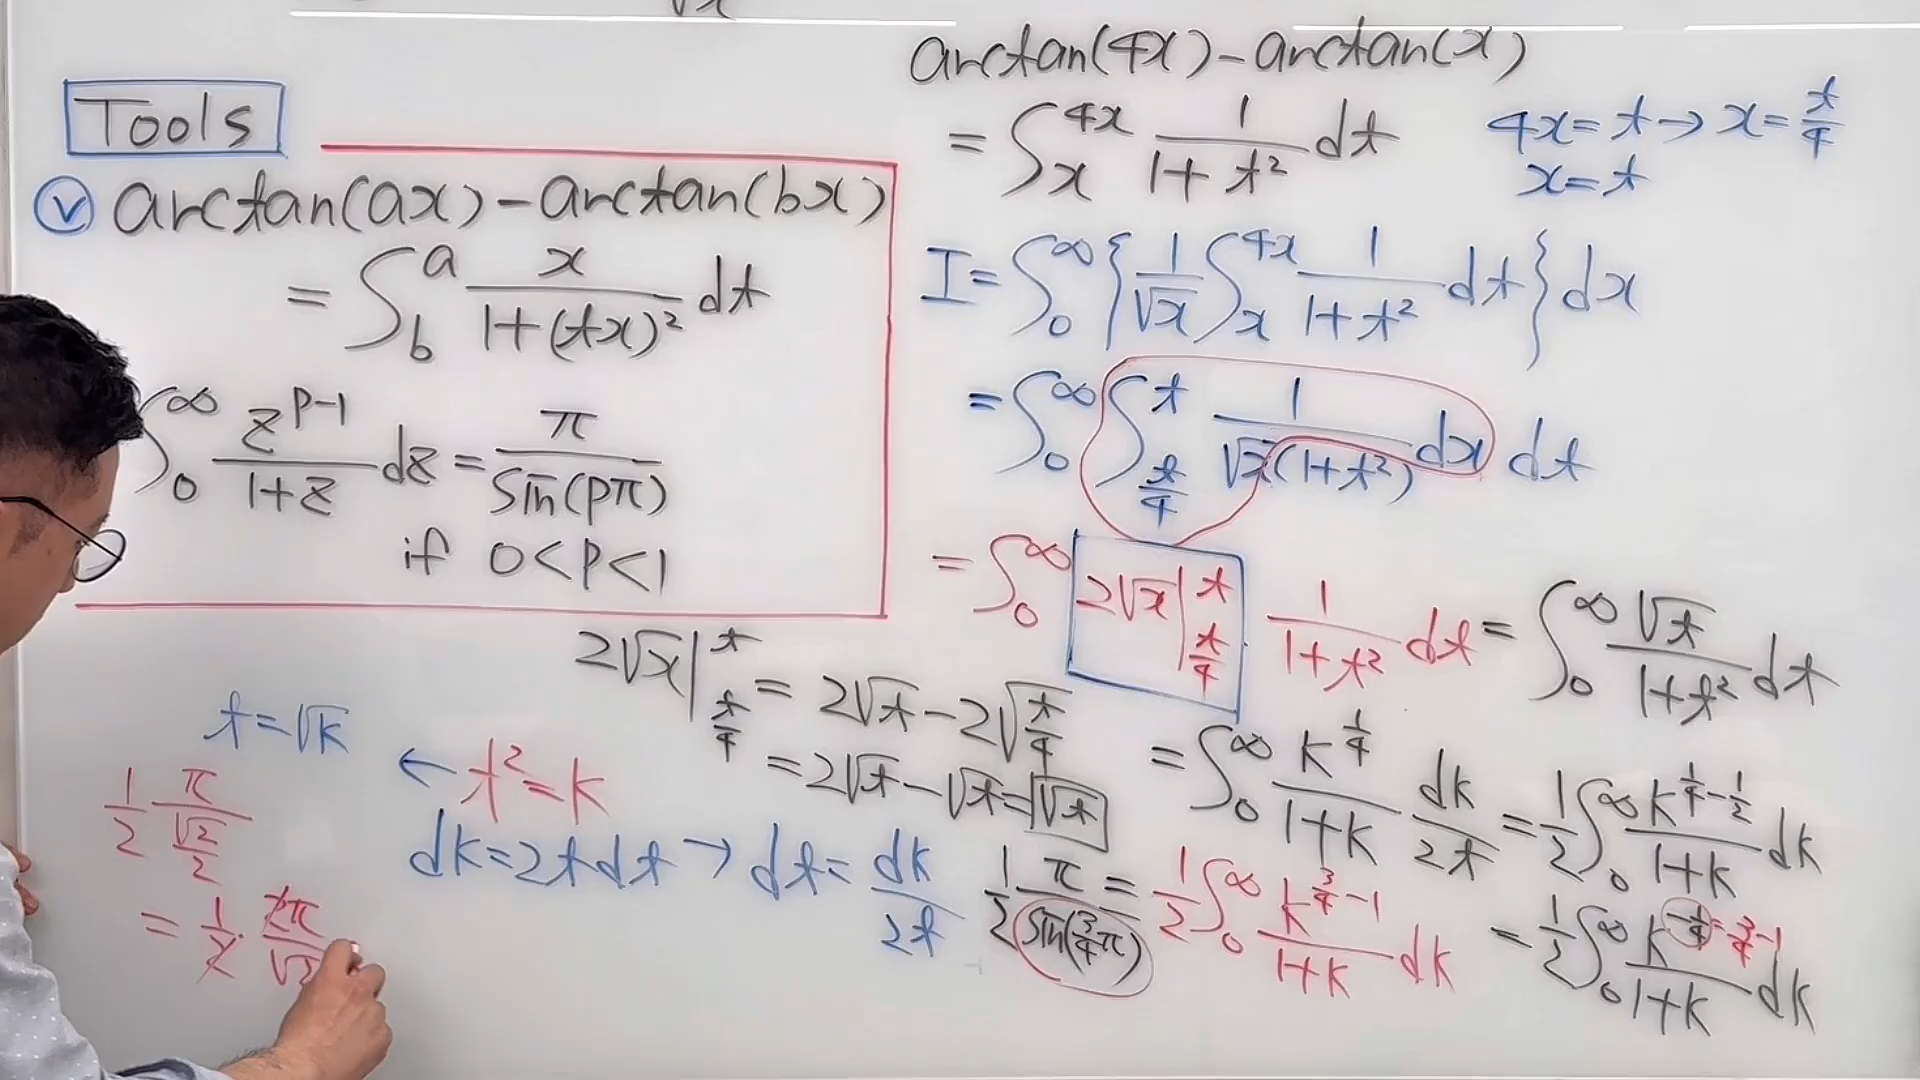 √x
Tools
ⓥ arctan(ax)-arctan(bx)
= ∫_b^a x/(1+(tx)²) dt
∫_0^∞ z^(p-1)/(1+z) dz = π/sin(pπ)
if 0<p<1
arctan(4x)-arctan(x)
= ∫_x^4x 1/(1+t²) dt
4x=t→x=t/4
x=t
I=∫_0^∞ {1/√x ∫_x^4x 1/(1+t²) dt} dx
=∫_0^∞ ∫_(t/4)^t 1/(√x(1+t²)) dx dt
=∫_0^∞ 2√x|_(t/4)^t · 1/(1+t²) dt = ∫_0^∞ √t/(1+t²) dt
2√x|_(t/4)^t = 2√t-2√(t/4)
=2√t-√t=√t
=∫_0^∞ k^(1/4)/(1+k) dk/2t = 1/2 ∫_0^∞ k^(1/4-1/2)/(1+k) dk
= 1/2 ∫_0^∞ k^(-1/4=3/4-1)/(1+k) dk
1/2 π/sin(3/4π) = 1/2 ∫_0^∞ k^(3/4-1)/(1+k) dk
t=√k
← t²=k
dk=2tdt→dt=dk/2t
1/2 π/(√2/2)
= 1/2 · 2π/√2